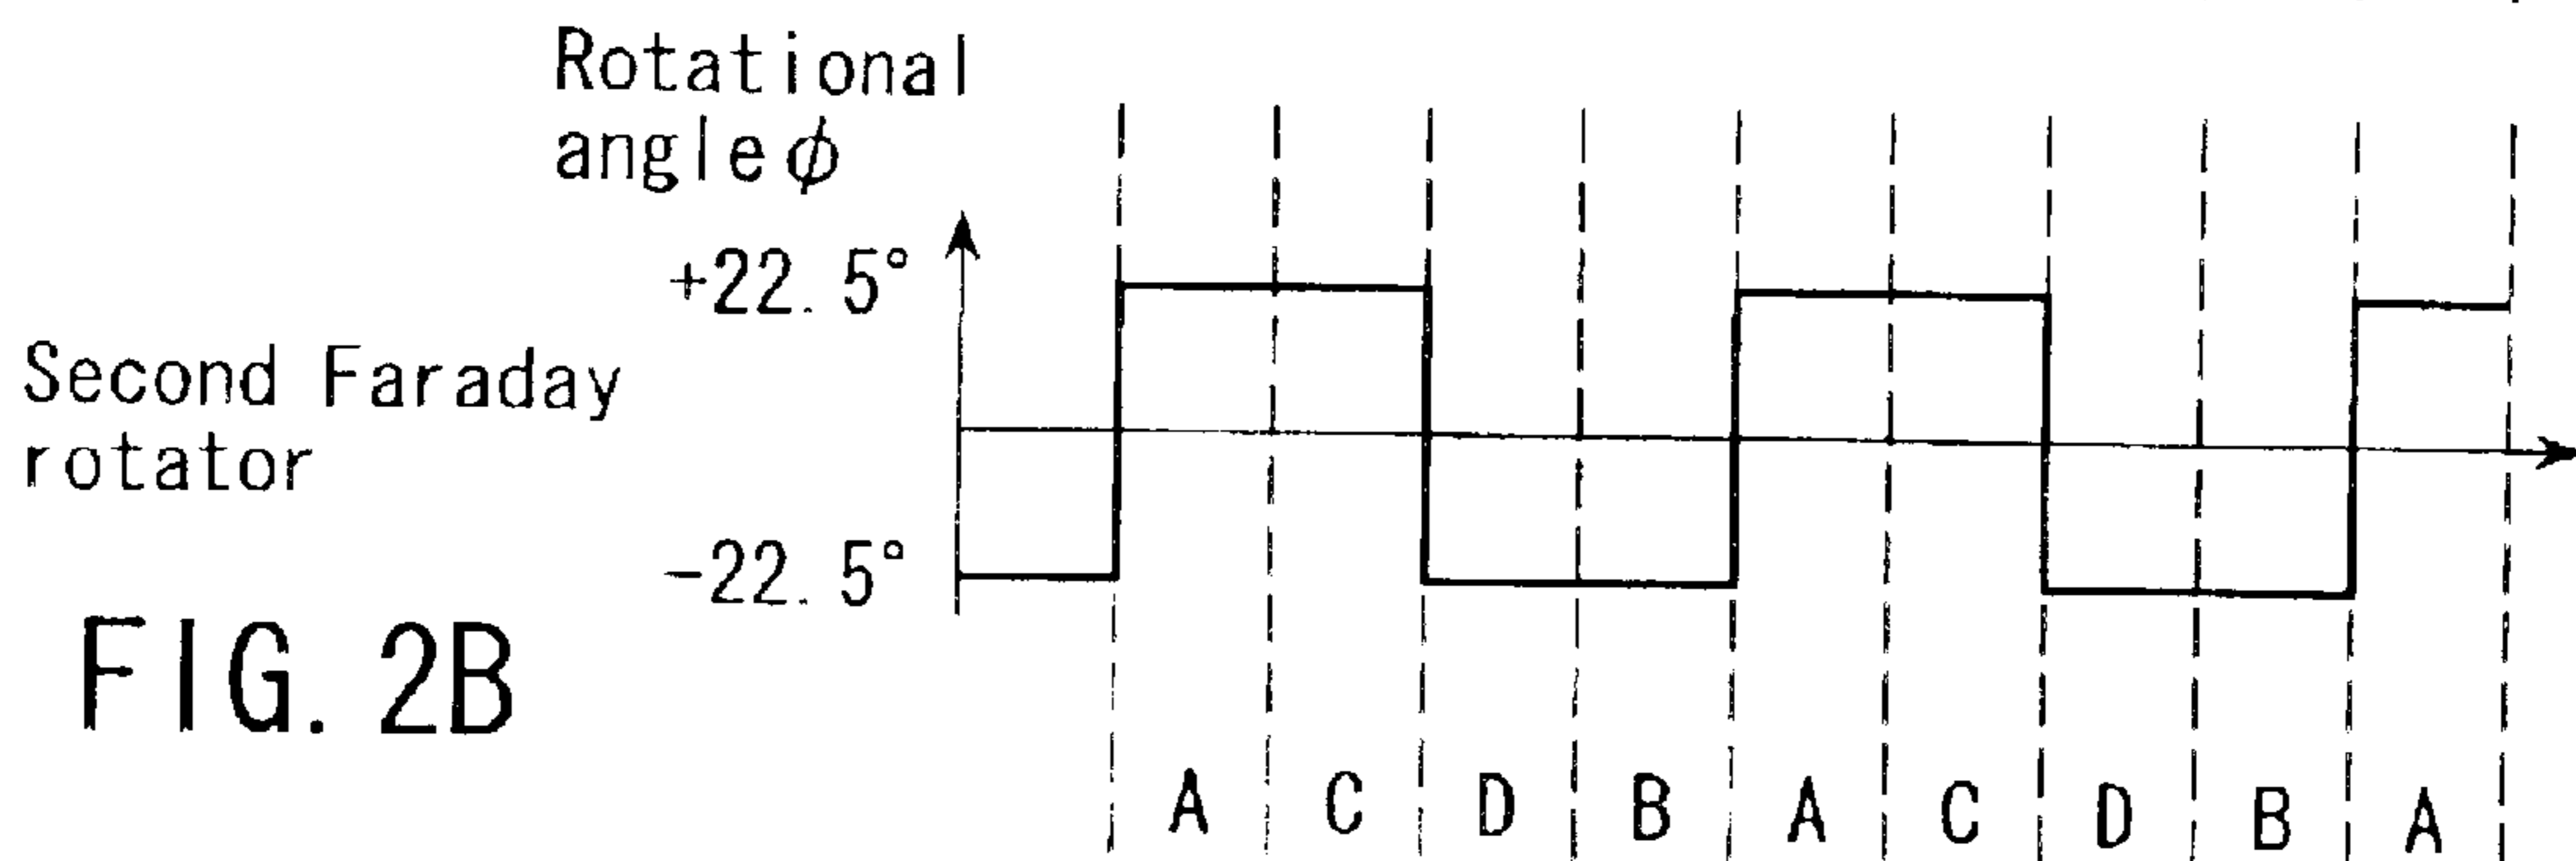 Rotational
angle ϕ
+22.5°
Second Faraday
rotator
-22.5°
FIG. 2B
A C D B A C D B A